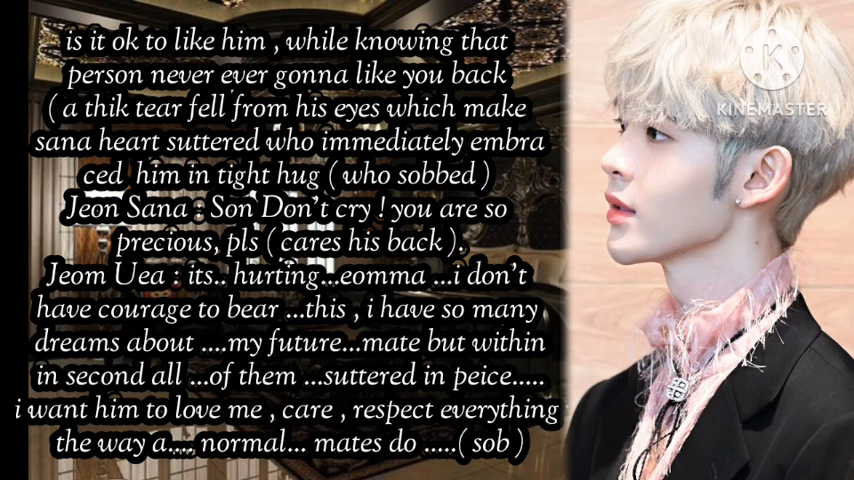 is it ok to like him , while knowing that
person never ever gonna like you back
( a thik tear fell from his eyes which make
sana heart suttered who immediately embra
ced him in tight hug ( who sobbed )
Jeon Sana : Son Don't cry ! you are so
precious, pls ( cares his back ).
Jeom Uea : its.. hurting...eomma ...i don't
have courage to bear ...this , i have so many
dreams about ....my future...mate but within
in second all ...of them ...suttered in peice.....
i want him to love me , care , respect everything
the way a.... normal... mates do .....( sob )
KINEMASTER